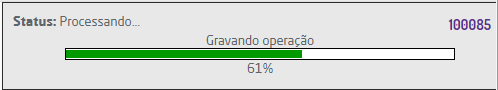 Status: Processando...
100085
Gravando operação
61%